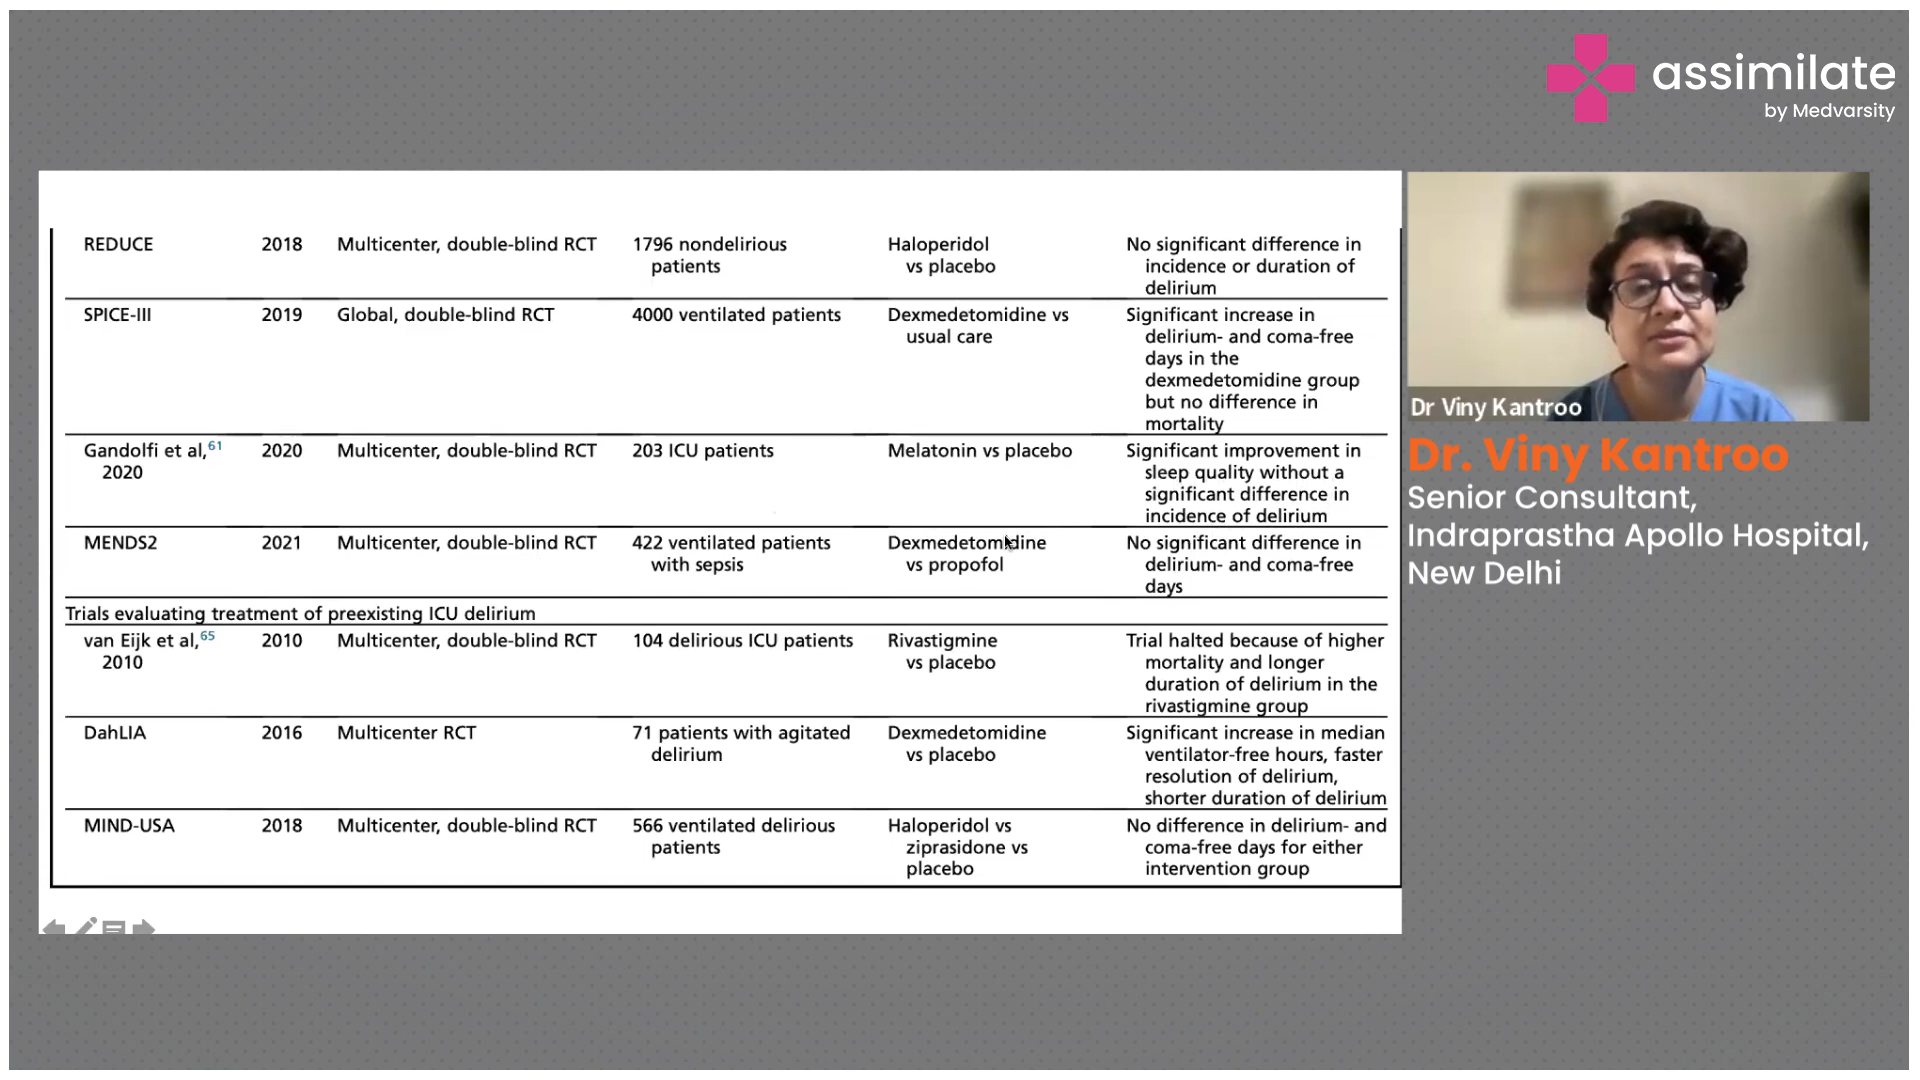 assimilate
by Medvarsity
REDUCE 2018 Multicenter, double-blind RCT 1796 nondelirious Haloperidol No significant difference in
patients vs placebo incidence or duration of
delirium
SPICE-III 2019 Global, double-blind RCT 4000 ventilated patients Dexmedetomidine vs Significant increase in
usual care delirium- and coma-free
days in the
dexmedetomidine group
but no difference in
mortality
Gandolfi et al,61 2020 Multicenter, double-blind RCT 203 ICU patients Melatonin vs placebo Significant improvement in
2020 sleep quality without a
significant difference in
incidence of delirium
MENDS2 2021 Multicenter, double-blind RCT 422 ventilated patients Dexmedetomidine No significant difference in
with sepsis vs propofol delirium- and coma-free
days
Trials evaluating treatment of preexisting ICU delirium
van Eijk et al,65 2010 Multicenter, double-blind RCT 104 delirious ICU patients Rivastigmine Trial halted because of higher
2010 vs placebo mortality and longer
duration of delirium in the
rivastigmine group
DahLIA 2016 Multicenter RCT 71 patients with agitated Dexmedetomidine Significant increase in median
delirium vs placebo ventilator-free hours, faster
resolution of delirium,
shorter duration of delirium
MIND-USA 2018 Multicenter, double-blind RCT 566 ventilated delirious Haloperidol vs No difference in delirium- and
patients ziprasidone vs coma-free days for either
placebo intervention group
Dr Viny Kantroo
Dr. Viny Kantroo
Senior Consultant,
Indraprastha Apollo Hospital,
New Delhi